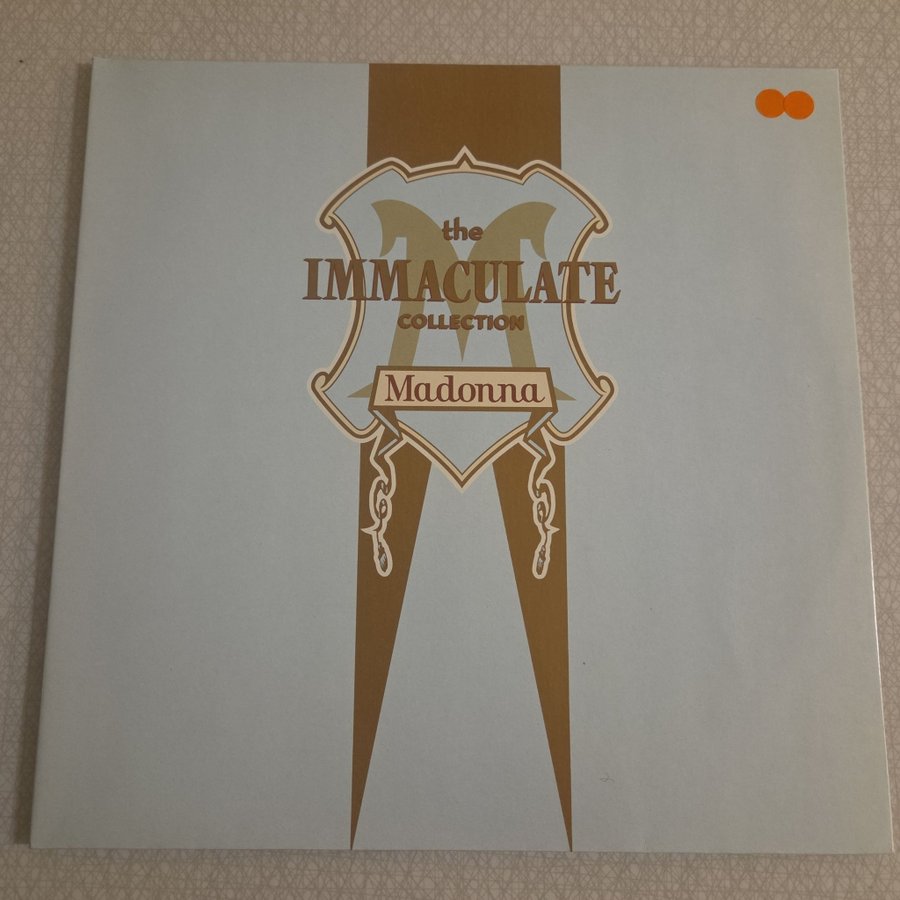 the
IMMACULATE
COLLECTION
Madonna